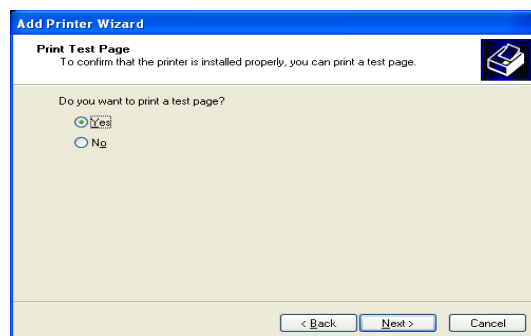 Add Printer Wizard
Print Test Page
To confirm that the printer is installed properly, you can print a test page.
Do you want to print a test page?
Yes
No
< Back Next > Cancel